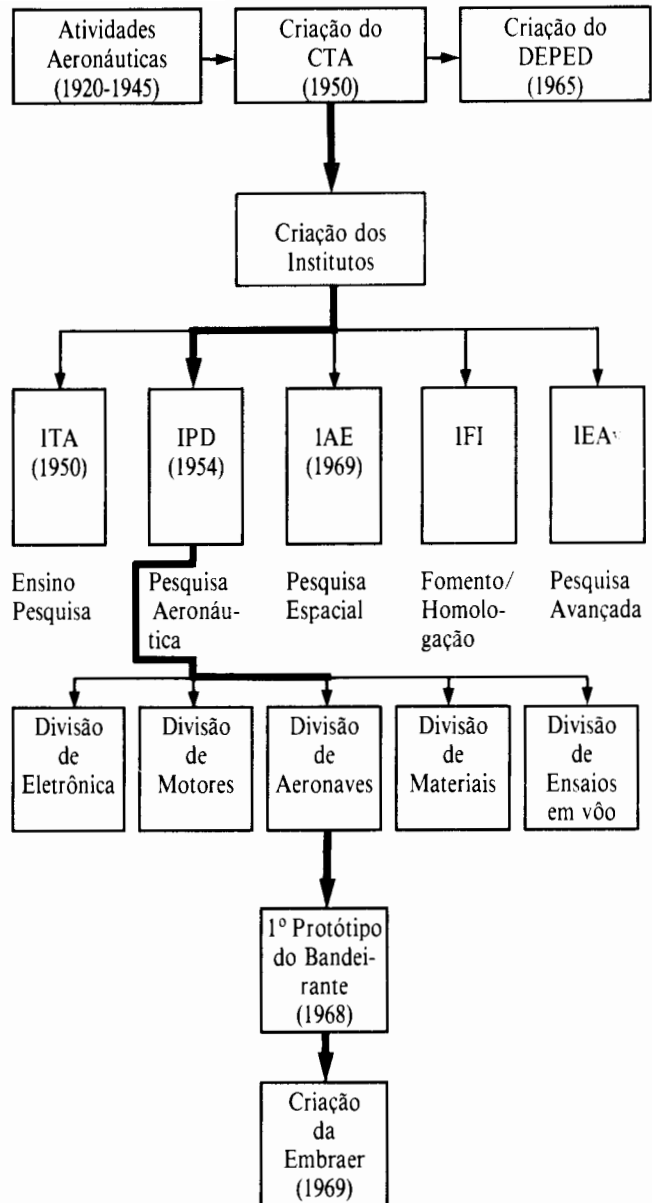 Atividades
Aeronáuticas
(1920-1945)
Criação do
CTA
(1950)
Criação do
DEPED
(1965)
Criação dos
Institutos
ITA
(1950)
IPD
(1954)
IAE
(1969)
IFI
IEAv
Ensino
Pesquisa
Pesquisa
Aeronáu-
tica
Pesquisa
Espacial
Fomento/
Homolo-
gação
Pesquisa
Avançada
Divisão
de
Eletrônica
Divisão
de
Motores
Divisão
de
Aeronaves
Divisão
de
Materiais
Divisão
de
Ensaios
em vôo
1º Protótipo
do Bandei-
rante
(1968)
Criação
da
Embraer
(1969)